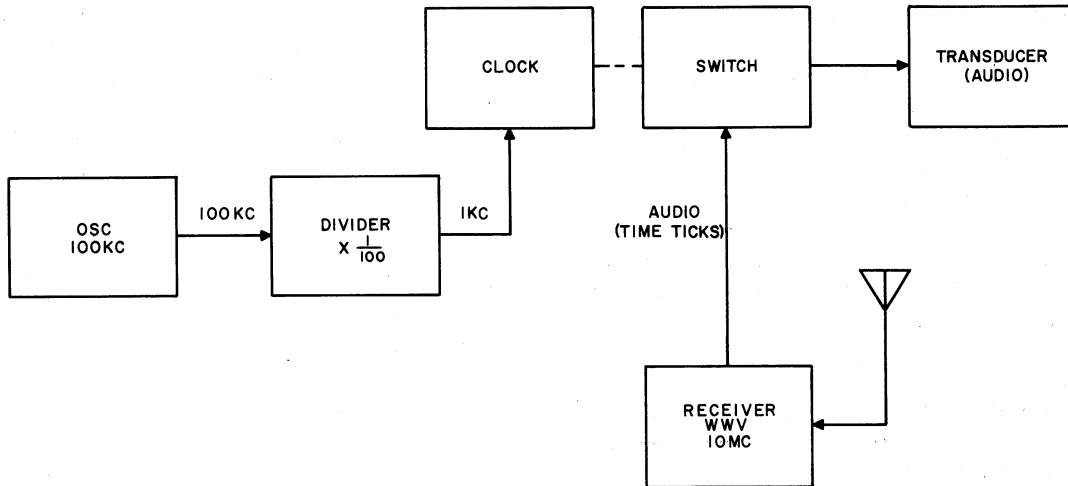 CLOCK
SWITCH
TRANSDUCER
(AUDIO)
OSC
100KC
100KC
DIVIDER
X 1/100
1KC
AUDIO
(TIME TICKS)
RECEIVER
WWV
10MC